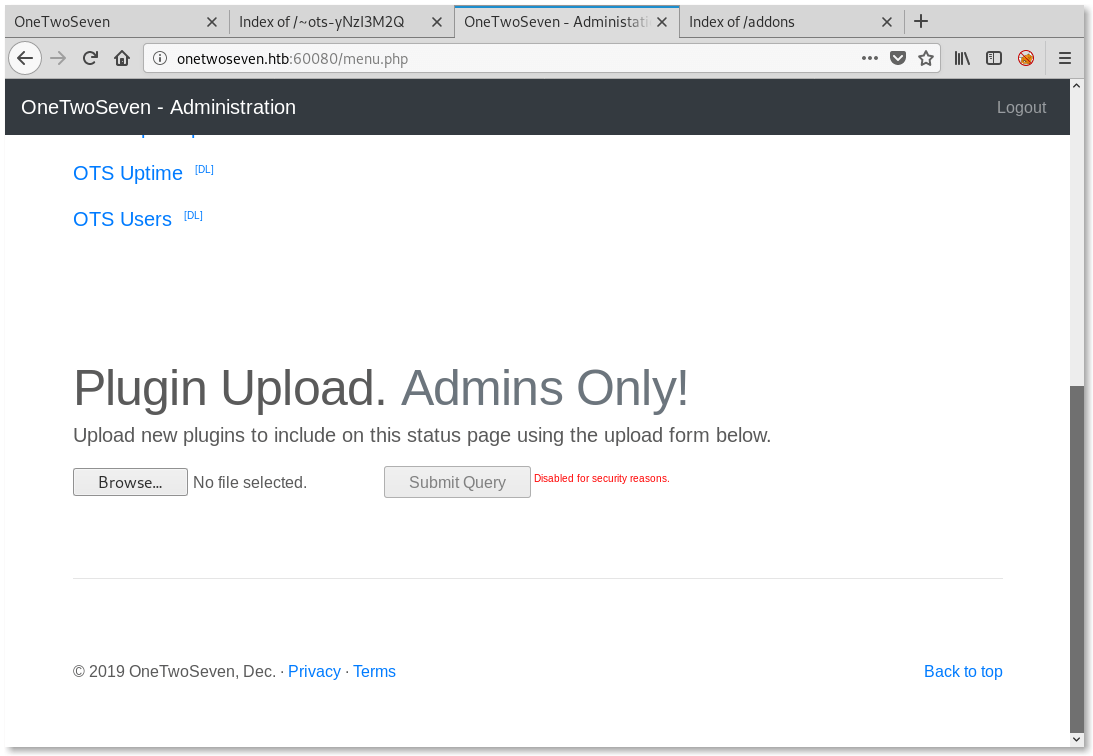 OneTwoSeven
Index of /~ots-yNzI3M2Q
OneTwoSeven - Administati
Index of /addons
onetwoseven.htb:60080/menu.php
OneTwoSeven - Administration
Logout
OTS Uptime [DL]
OTS Users [DL]
Plugin Upload. Admins Only!
Upload new plugins to include on this status page using the upload form below.
Browse... No file selected. Submit Query Disabled for security reasons.
© 2019 OneTwoSeven, Dec. · Privacy · Terms
Back to top